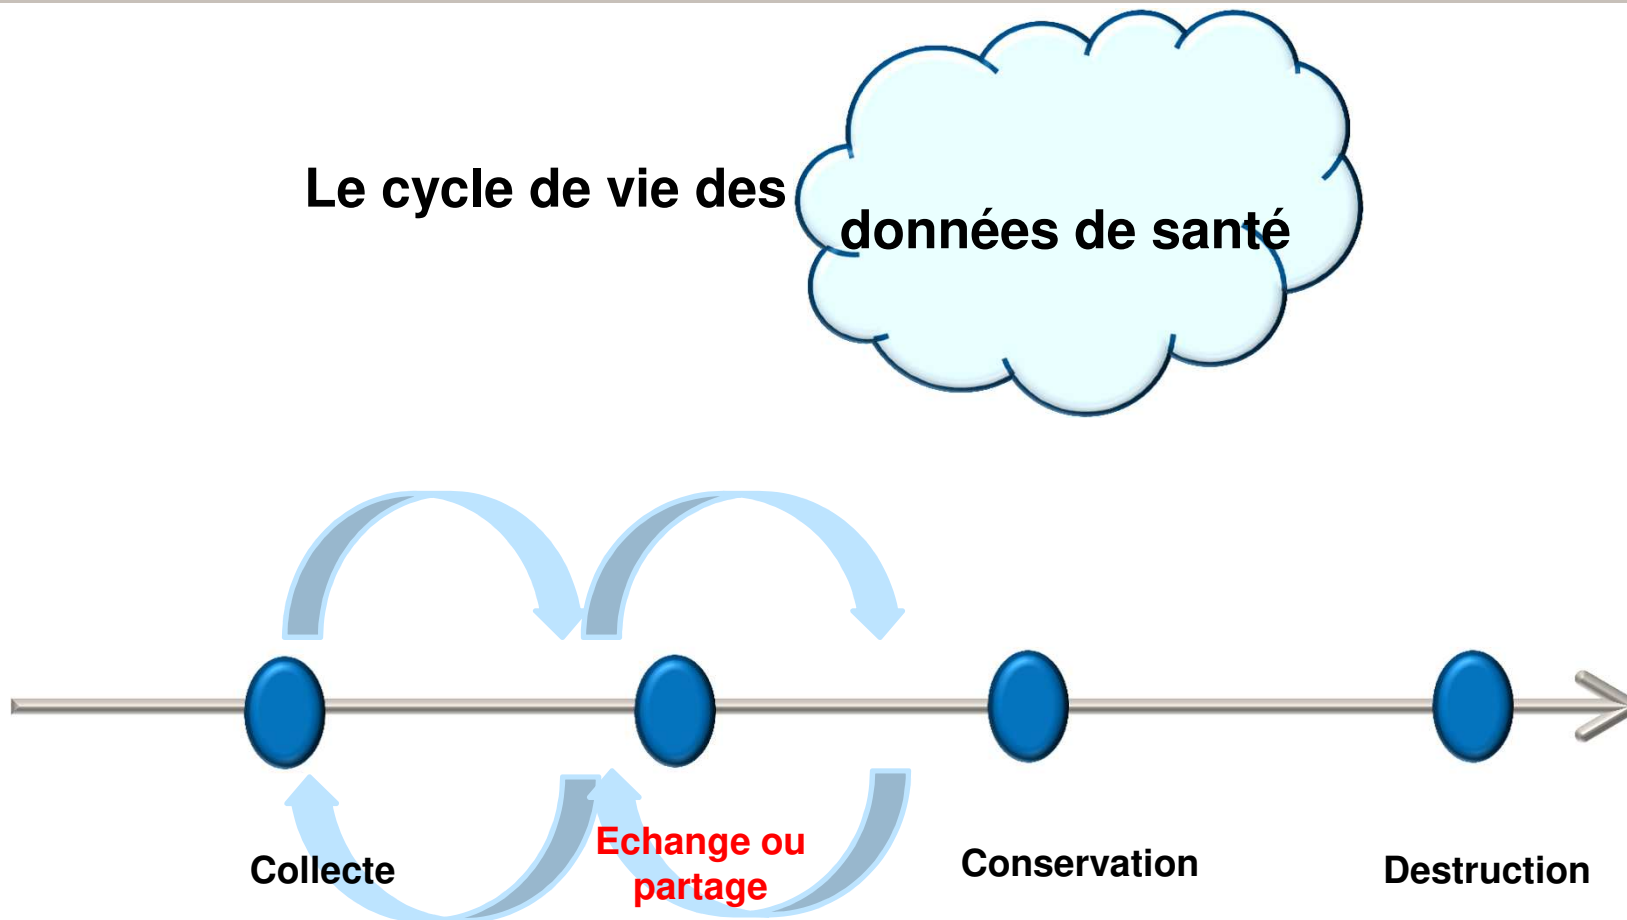 Le cycle de vie des
données de santé
Collecte
Echange ou
partage
Conservation
Destruction